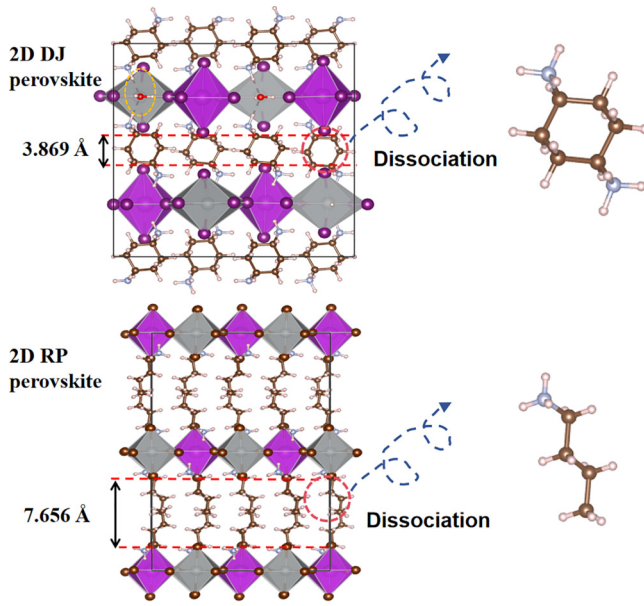 2D DJ
perovskite
3.869 Å
Dissociation
2D RP
perovskite
7.656 Å
Dissociation